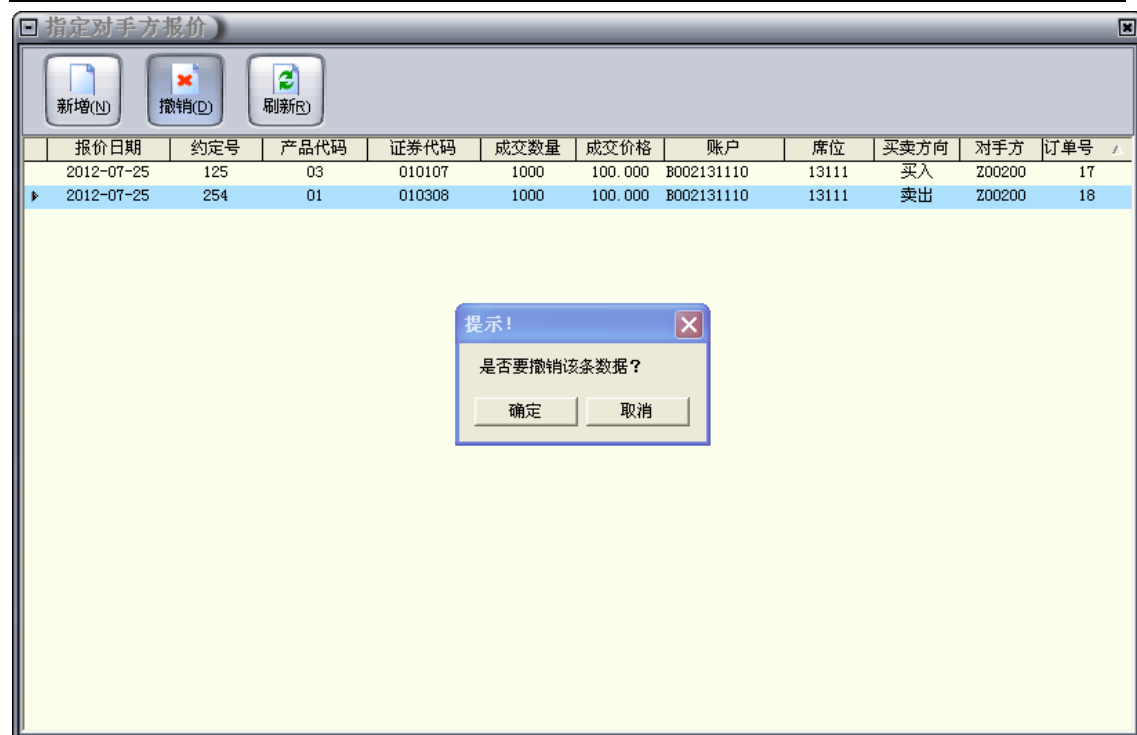 指定对手方报价
新增(N) 撤销(D) 刷新R)
报价日期 约定号 产品代码 证券代码 成交数量 成交价格 账户 席位 买卖方向 对手方 订单号
2012-07-25 125 03 010107 1000 100.000 B002131110 13111 买入 Z00200 17
2012-07-25 254 01 010308 1000 100.000 B002131110 13111 卖出 Z00200 18
提示!
是否要撤销该条数据?
确定 取消